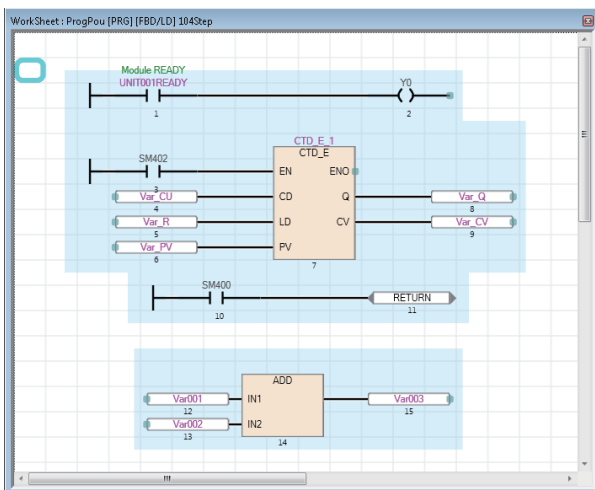 WorkSheet : ProgPou [PRG] [FBD/LD] 104Step
Module READY
UNIT001READY
Y0
1
2
CTD_E_1
CTD_E
SM402
EN
ENO
3
Var_CU
CD
Q
Var_Q
4
8
Var_R
LD
CV
Var_CV
5
9
Var_PV
PV
6
7
SM400
RETURN
10
11
ADD
Var001
IN1
Var003
12
15
Var002
IN2
13
14